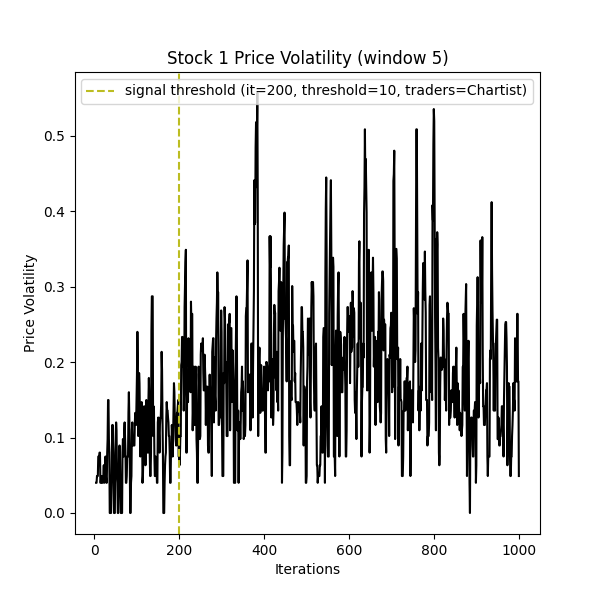 Stock 1 Price Volatility (window 5)
signal threshold (it=200, threshold=10, traders=Chartist)
Price Volatility
0.5
0.4
0.3
0.2
0.1
0.0
0 200 400 600 800 1000
Iterations